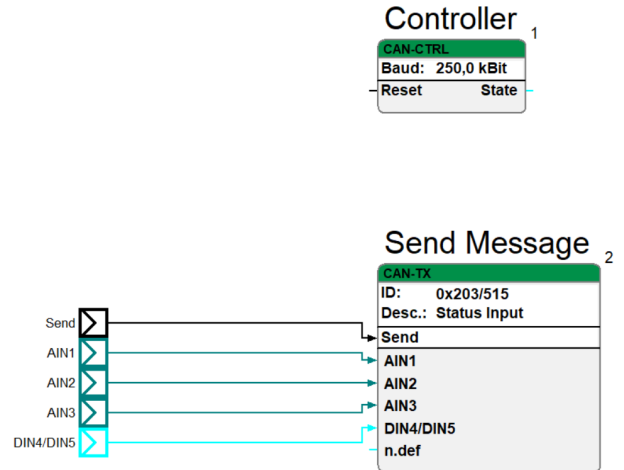 Controller 1
CAN-CTRL
Baud: 250,0 kBit
Reset State
Send Message 2
CAN-TX
ID: 0x203/515
Desc.: Status Input
Send Send
AIN1 AIN1
AIN2 AIN2
AIN3 AIN3
DIN4/DIN5 DIN4/DIN5
n.def